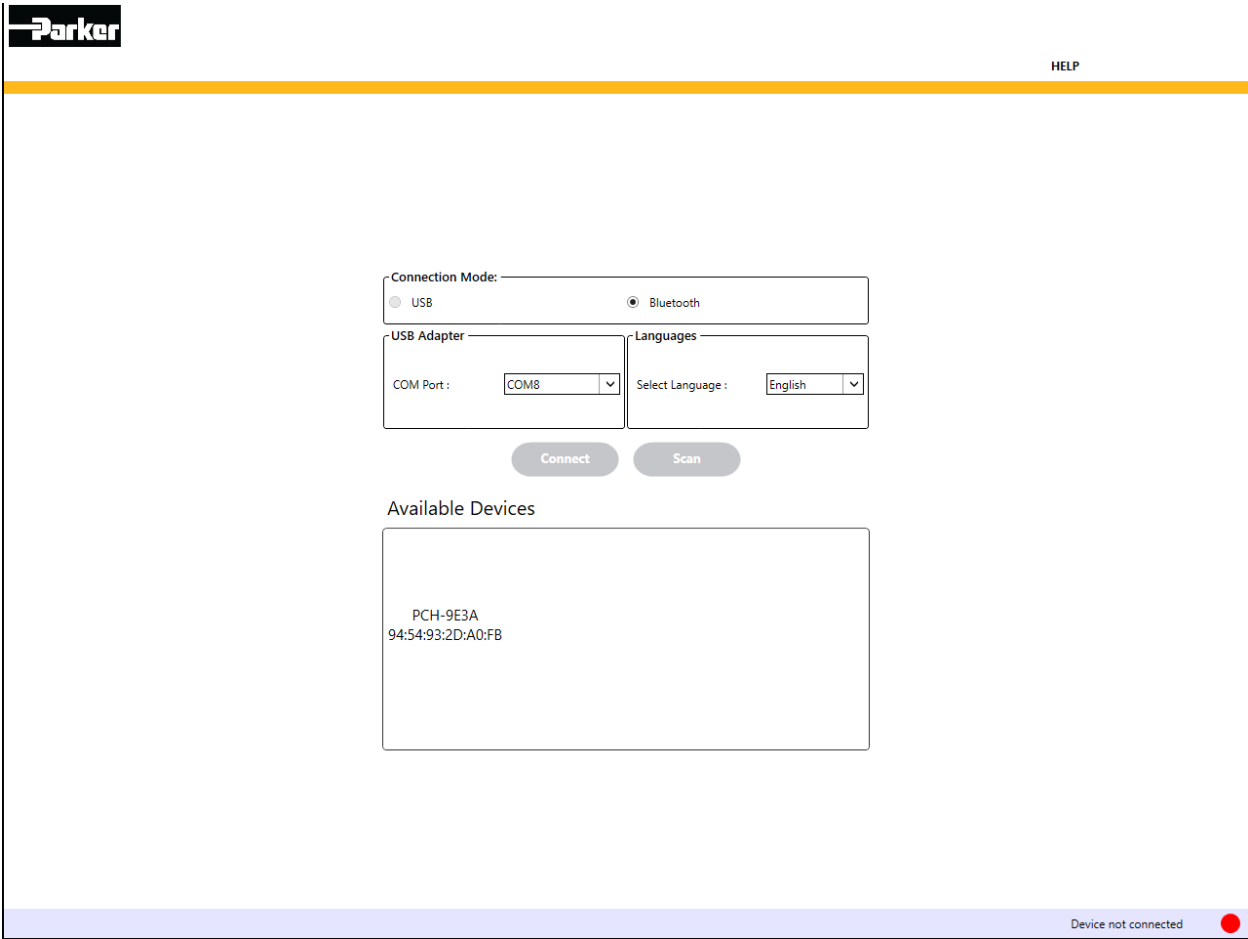 Parker
HELP
Connection Mode:
USB
Bluetooth
USB Adapter
Languages
COM Port :
COM8
Select Language :
English
Connect
Scan
Available Devices
PCH-9E3A
94:54:93:2D:A0:FB
Device not connected